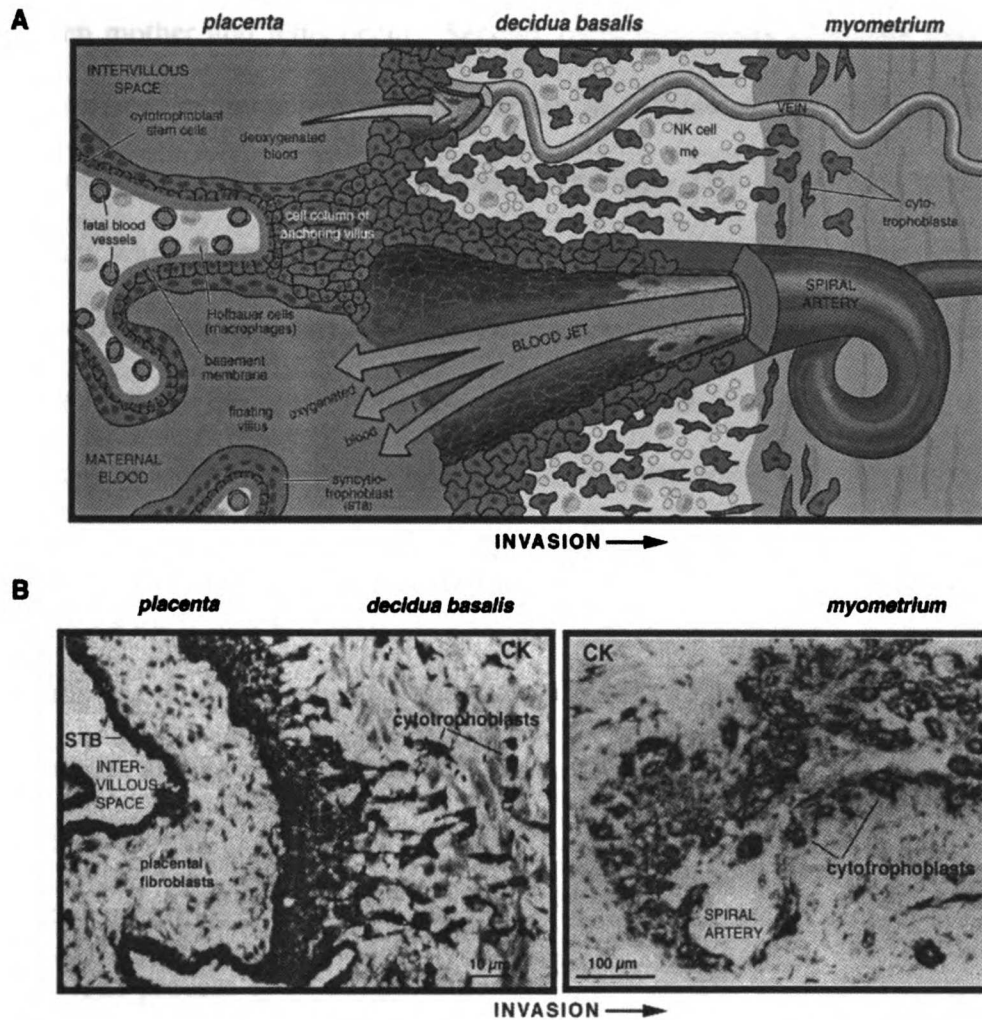 A
placenta
decidua basalis
myometrium
INTERVILLOUS
SPACE
cytotrophoblast
stem cells
deoxygenated
blood
VEIN
NK cell
mφ
cyto-
trophoblasts
fetal blood
vessels
cell column of
anchoring villus
SPIRAL
ARTERY
Hofbauer cells
(macrophages)
BLOOD JET
basement
membrane
oxygenated
blood
floating
villus
MATERNAL
BLOOD
syncytio-
trophoblast
(STB)
INVASION
B
placenta
decidua basalis
myometrium
CK
cytotrophoblasts
STB
INTER-
VILLOUS
SPACE
placental
fibroblasts
10 µm
CK
cytotrophoblasts
SPIRAL
ARTERY
100 µm
INVASION